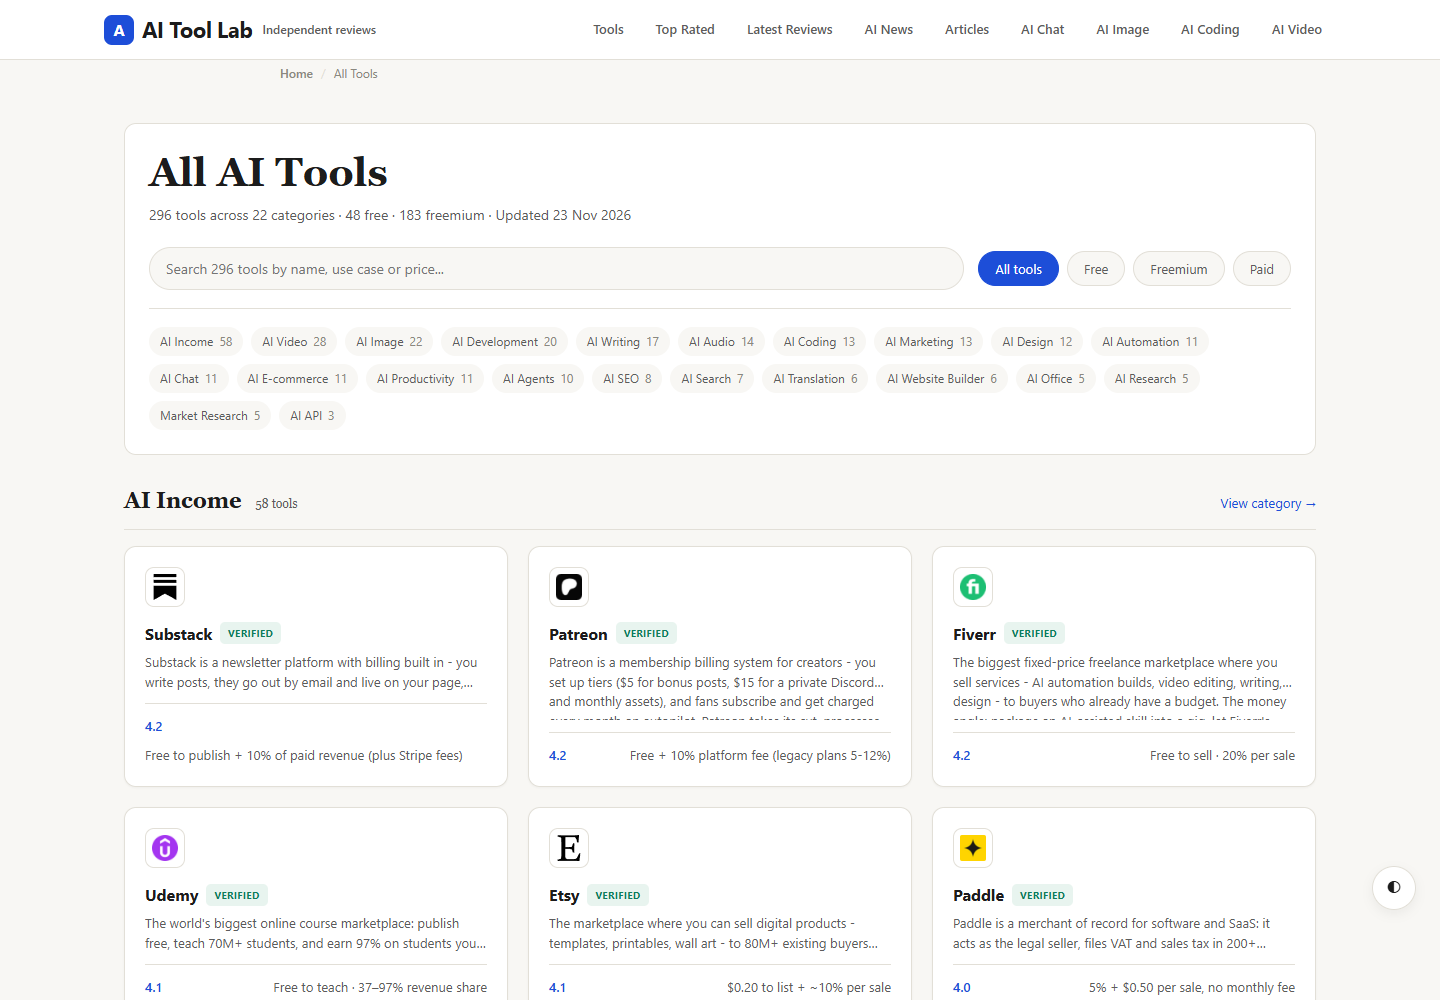 A AI Tool Lab Independent reviews Tools Top Rated Latest Reviews AI News Articles AI Chat AI Image AI Coding AI Video
Home / All Tools
All AI Tools
296 tools across 22 categories · 48 free · 183 freemium · Updated 23 Nov 2026
Search 296 tools by name, use case or price... All tools Free Freemium Paid
AI Income 58 AI Video 28 AI Image 22 AI Development 20 AI Writing 17 AI Audio 14 AI Coding 13 AI Marketing 13 AI Design 12 AI Automation 11
AI Chat 11 AI E-commerce 11 AI Productivity 11 AI Agents 10 AI SEO 8 AI Search 7 AI Translation 6 AI Website Builder 6 AI Office 5 AI Research 5
Market Research 5 AI API 3
AI Income 58 tools View category →
Substack VERIFIED
Substack is a newsletter platform with billing built in - you
write posts, they go out by email and live on your page,...
4.2
Free to publish + 10% of paid revenue (plus Stripe fees)
Patreon VERIFIED
Patreon is a membership billing system for creators - you
set up tiers ($5 for bonus posts, $15 for a private Discord...
and monthly assets), and fans subscribe and get charged
4.2 Free + 10% platform fee (legacy plans 5-12%)
fi
Fiverr VERIFIED
The biggest fixed-price freelance marketplace where you
sell services - AI automation builds, video editing, writing,...
design - to buyers who already have a budget. The money
4.2 Free to sell · 20% per sale
Udemy VERIFIED
The world's biggest online course marketplace: publish
free, teach 70M+ students, and earn 97% on students you...
4.1 Free to teach · 37–97% revenue share
E
Etsy VERIFIED
The marketplace where you can sell digital products -
templates, printables, wall art - to 80M+ existing buyers...
4.1 $0.20 to list + ~10% per sale
Paddle VERIFIED
Paddle is a merchant of record for software and SaaS: it
acts as the legal seller, files VAT and sales tax in 200+...
4.0 5% + $0.50 per sale, no monthly fee